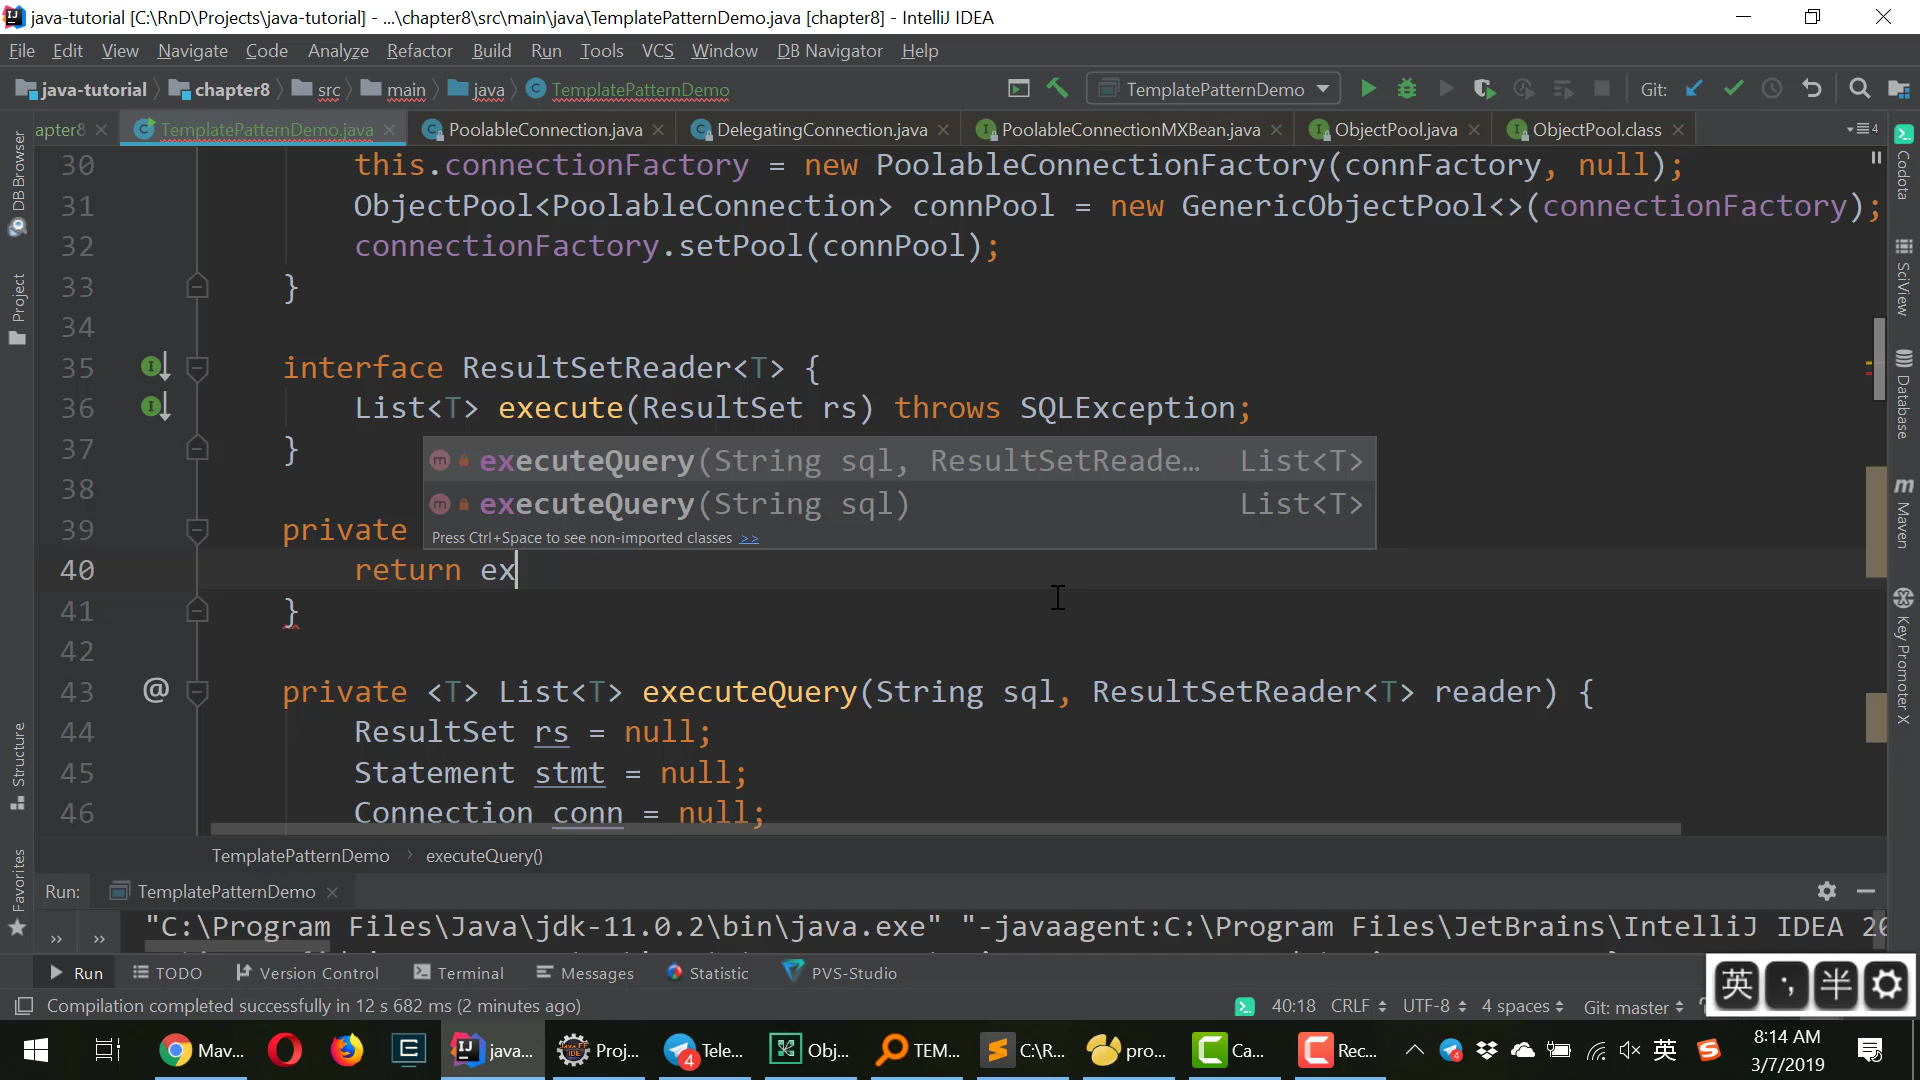 java-tutorial [C:\RnD\Projects\java-tutorial] - ...\chapter8\src\main\java\TemplatePatternDemo.java [chapter8] - IntelliJ IDEA
File Edit View Navigate Code Analyze Refactor Build Run Tools VCS Window DB Navigator Help
java-tutorial chapter8 src main java TemplatePatternDemo TemplatePatternDemo Git:
apter8 TemplatePatternDemo.java PoolableConnection.java DelegatingConnection.java PoolableConnectionMXBean.java ObjectPool.java ObjectPool.class 4
30 this.connectionFactory = new PoolableConnectionFactory(connFactory, null);
31 ObjectPool<PoolableConnection> connPool = new GenericObjectPool<>(connectionFactory);
32 connectionFactory.setPool(connPool);
33 }
34
35 interface ResultSetReader<T> {
36 List<T> execute(ResultSet rs) throws SQLException;
37 }
executeQuery(String sql, ResultSetReade... List<T>
38
executeQuery(String sql) List<T>
39 private
Press Ctrl+Space to see non-imported classes >>
40 return ex
41 }
42
43 @ private <T> List<T> executeQuery(String sql, ResultSetReader<T> reader) {
44 ResultSet rs = null;
45 Statement stmt = null;
46 Connection conn = null;
TemplatePatternDemo executeQuery()
Run: TemplatePatternDemo
"C:\Program Files\Java\jdk-11.0.2\bin\java.exe" "-javaagent:C:\Program Files\JetBrains\IntelliJ IDEA 20
Run TODO Version Control Terminal Messages Statistic PVS-Studio
Compilation completed successfully in 12 s 682 ms (2 minutes ago) 40:18 CRLF UTF-8 4 spaces Git: master
英 半
Mav... java... Proj... Tele... Obj... TEM... C:\R... pro... Ca... Rec... 英
8:14 AM
3/7/2019
DB Browser
Project
Structure
Favorites
Codota
SciView
Database
Maven
Key Promoter X